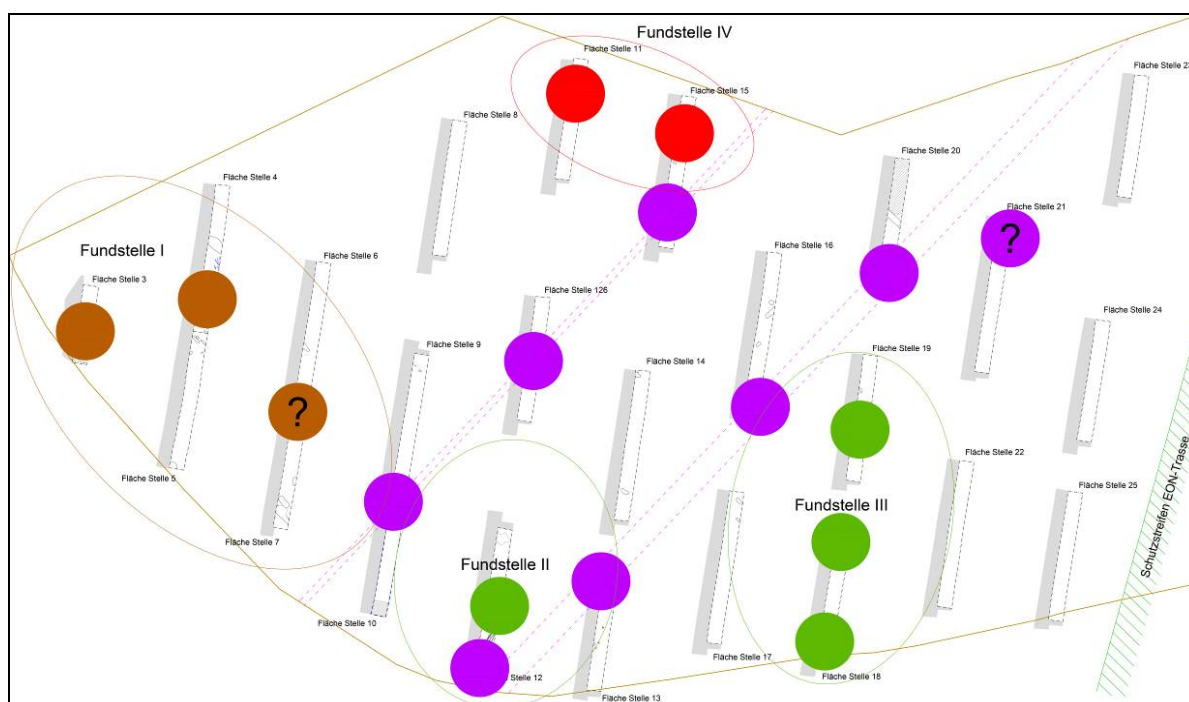 Fundstelle IV
Fläche Stelle 11
Fläche Stelle 23
Fläche Stelle 15
Fläche Stelle 8
Fläche Stelle 20
Fläche Stelle 4
Fläche Stelle 21
?
Fundstelle I
Fläche Stelle 6
Fläche Stelle 16
Fläche Stelle 3
Fläche Stelle 126
Fläche Stelle 24
Fläche Stelle 9
Fläche Stelle 14
Fläche Stelle 19
?
Fläche Stelle 5
Fläche Stelle 22
Fläche Stelle 25
Fundstelle III
Schutzstreifen EON-Trasse
Fläche Stelle 7
Fundstelle II
Fläche Stelle 10
Fläche Stelle 17
Stelle 12
Fläche Stelle 18
Fläche Stelle 13